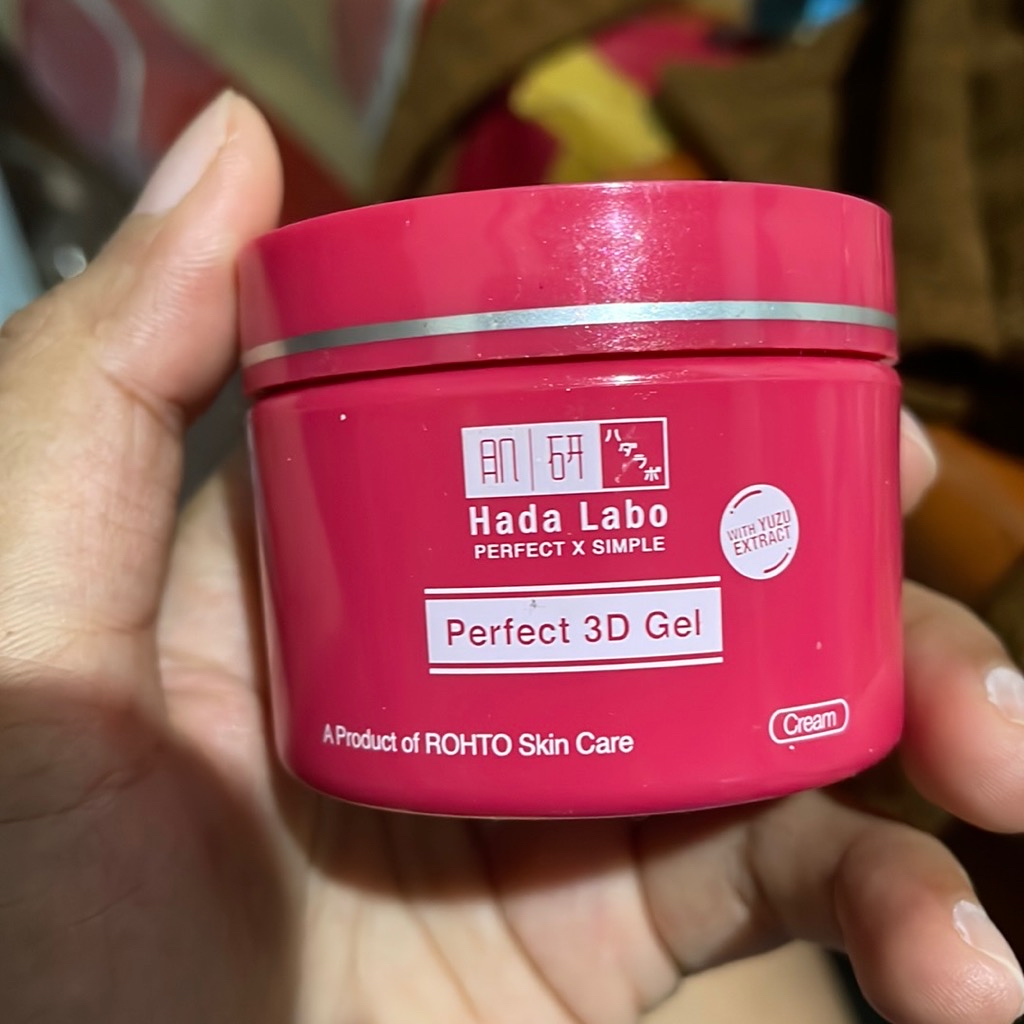 肌研
ハダラボ
Hada Labo
PERFECT X SIMPLE
WITH YUZU
EXTRACT
Perfect 3D Gel
A Product of ROHTO Skin Care
Cream